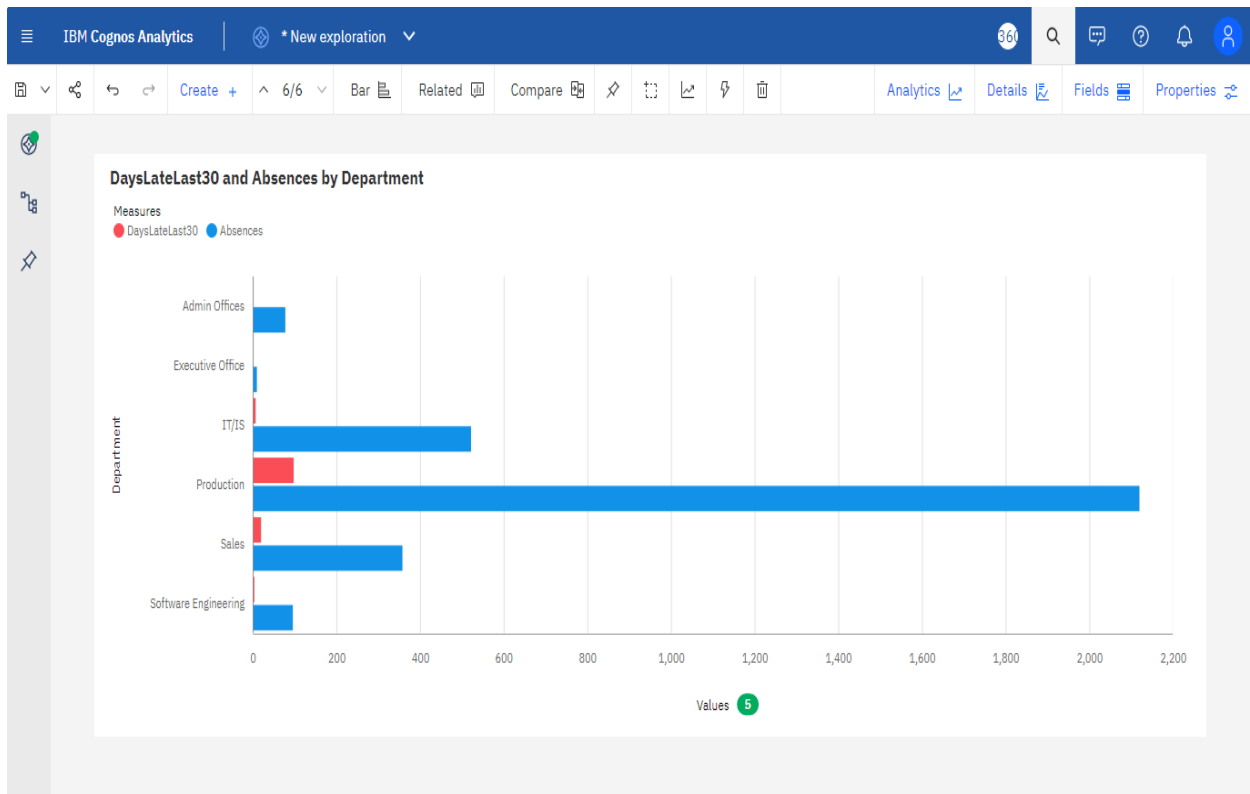 IBM Cognos Analytics
* New exploration
360
Create +
6/6
Bar
Related
Compare
Analytics
Details
Fields
Properties
DaysLateLast30 and Absences by Department
Measures
DaysLateLast30
Absences
Department
Admin Offices
Executive Office
IT/IS
Production
Sales
Software Engineering
0 200 400 600 800 1,000 1,200 1,400 1,600 1,800 2,000 2,200
Values 5